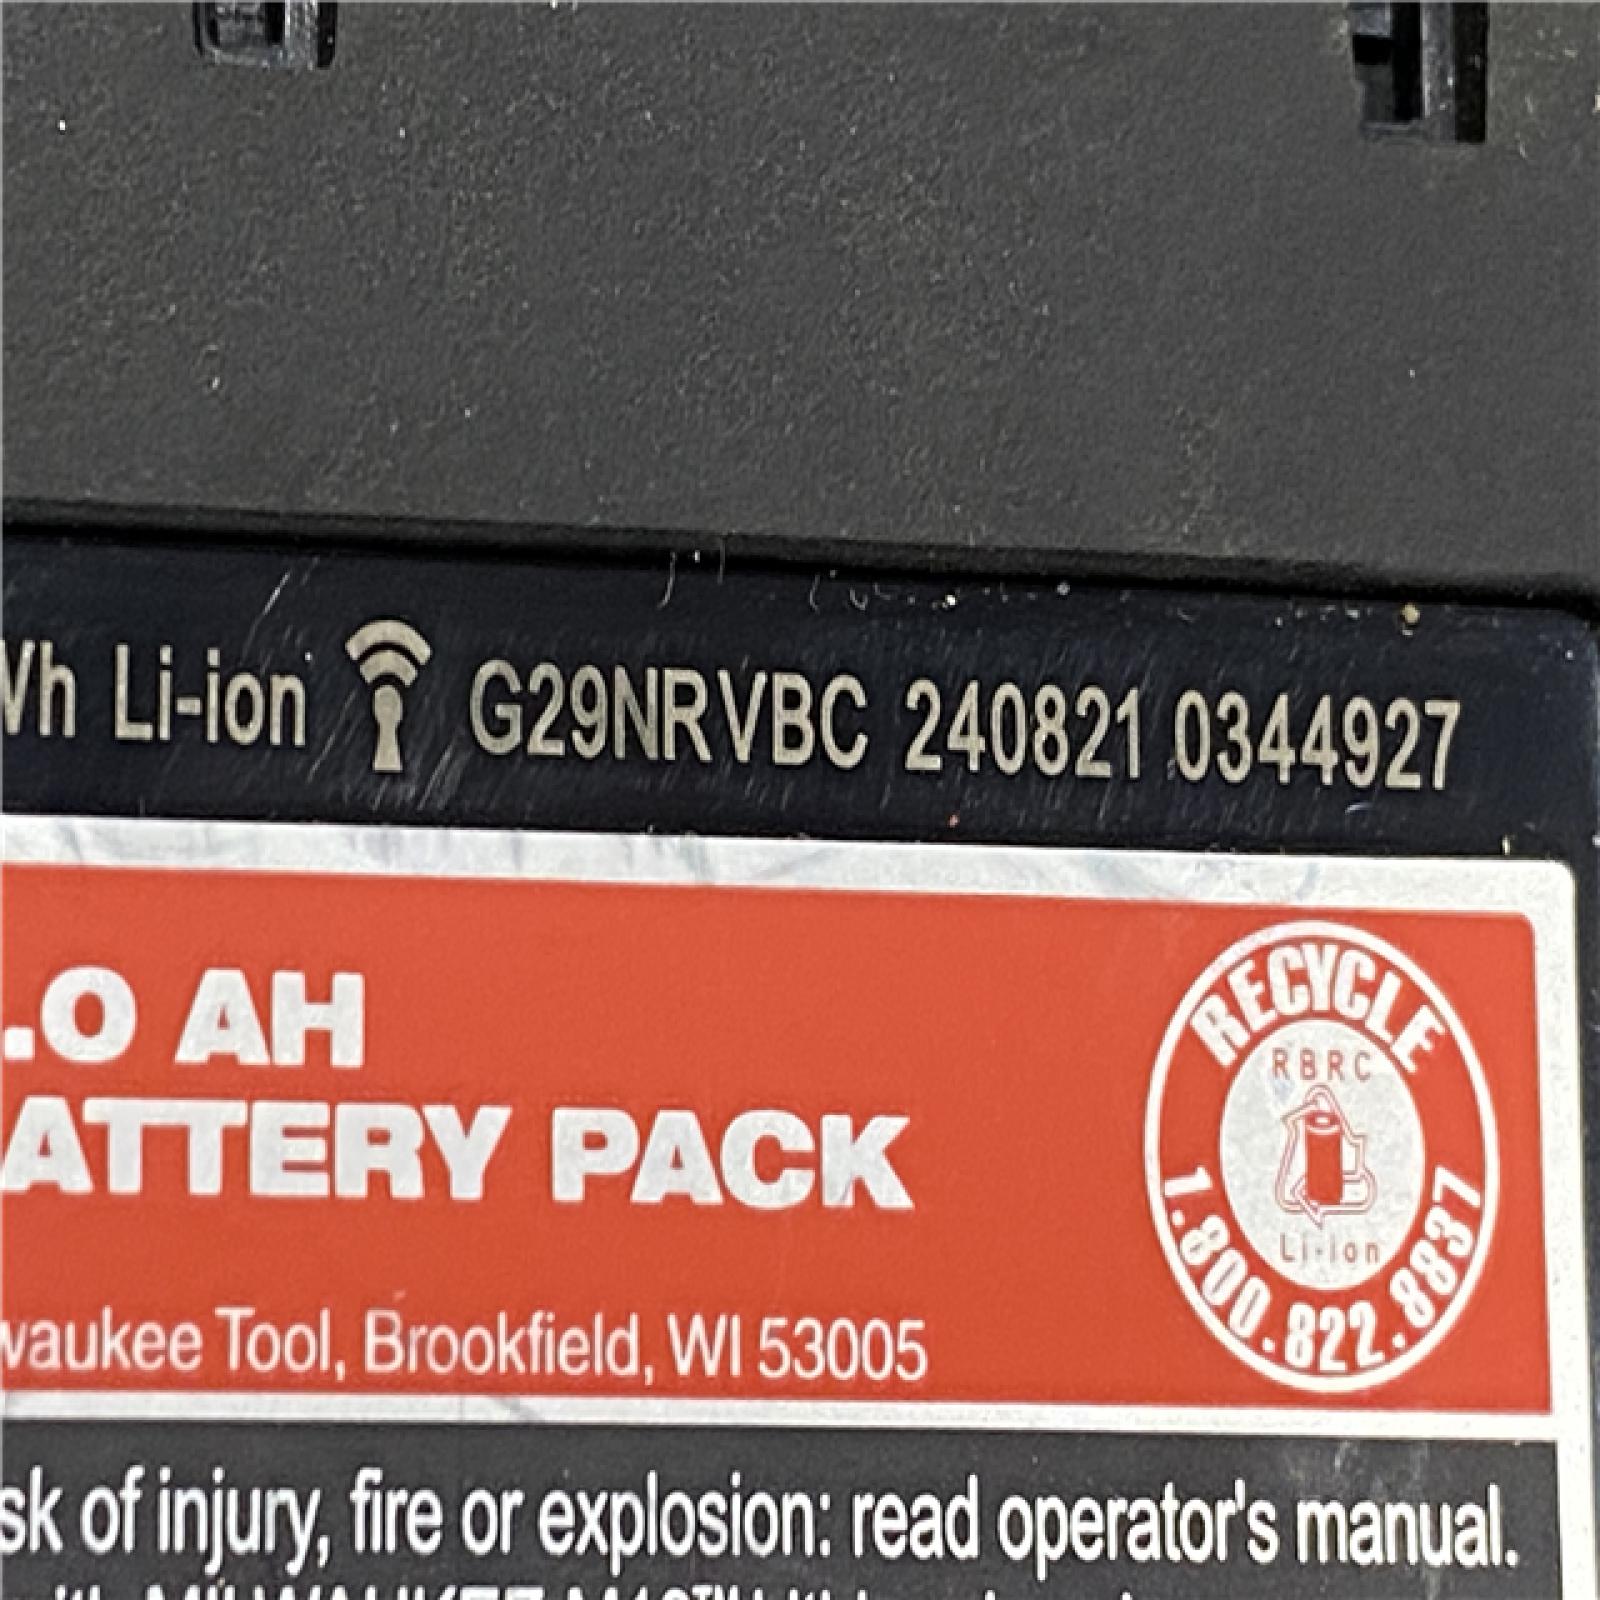 Wh Li-ion G29NRVBC 240821 0344927
.0 AH
ATTERY PACK
waukee Tool, Brookfield, WI 53005
RECYCLE
RBRC
Li-ion
1.800.822.8837
sk of injury, fire or explosion: read operator's manual.